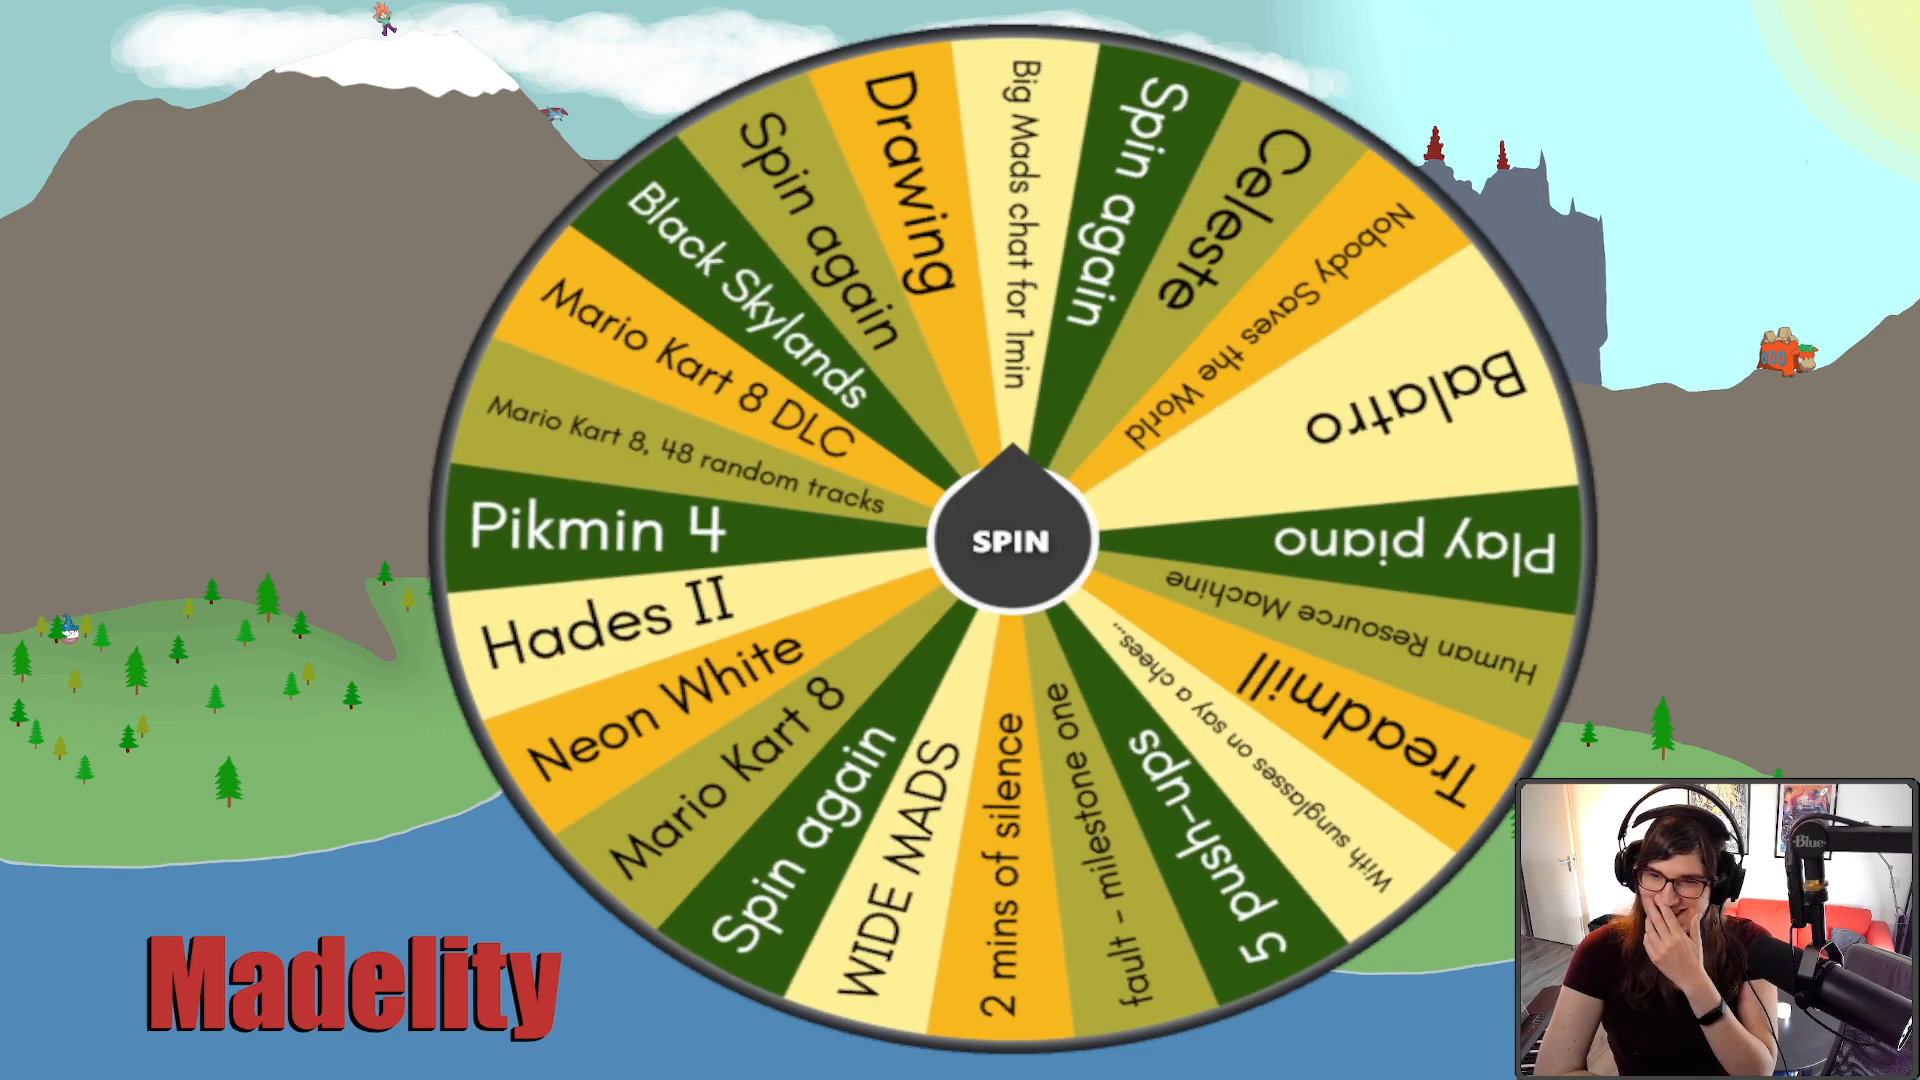 Big Mads chat for 1min
Spin again
Celeste
Nobody Saves the World
Balatro
Play piano
Human Resource Machine
Treadmill
With sunglasses on say a chees...
5 push-ups
fault - milestone one
2 mins of silence
WIDE MADS
Spin again
Mario Kart 8
Neon White
Hades II
Pikmin 4
Mario Kart 8, 48 random tracks
Mario Kart 8 DLC
Black Skylands
Spin again
Drawing
SPIN
Madelity
Blue